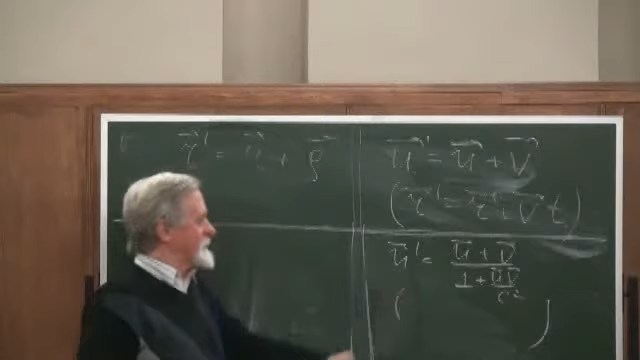 r⃗' = r⃗ + ρ⃗
u⃗' = u⃗ + V⃗
(r⃗' = r⃗ + V⃗ t)
u⃗' = (u⃗ + V⃗) / (1 + u⃗V⃗/c²)
( )